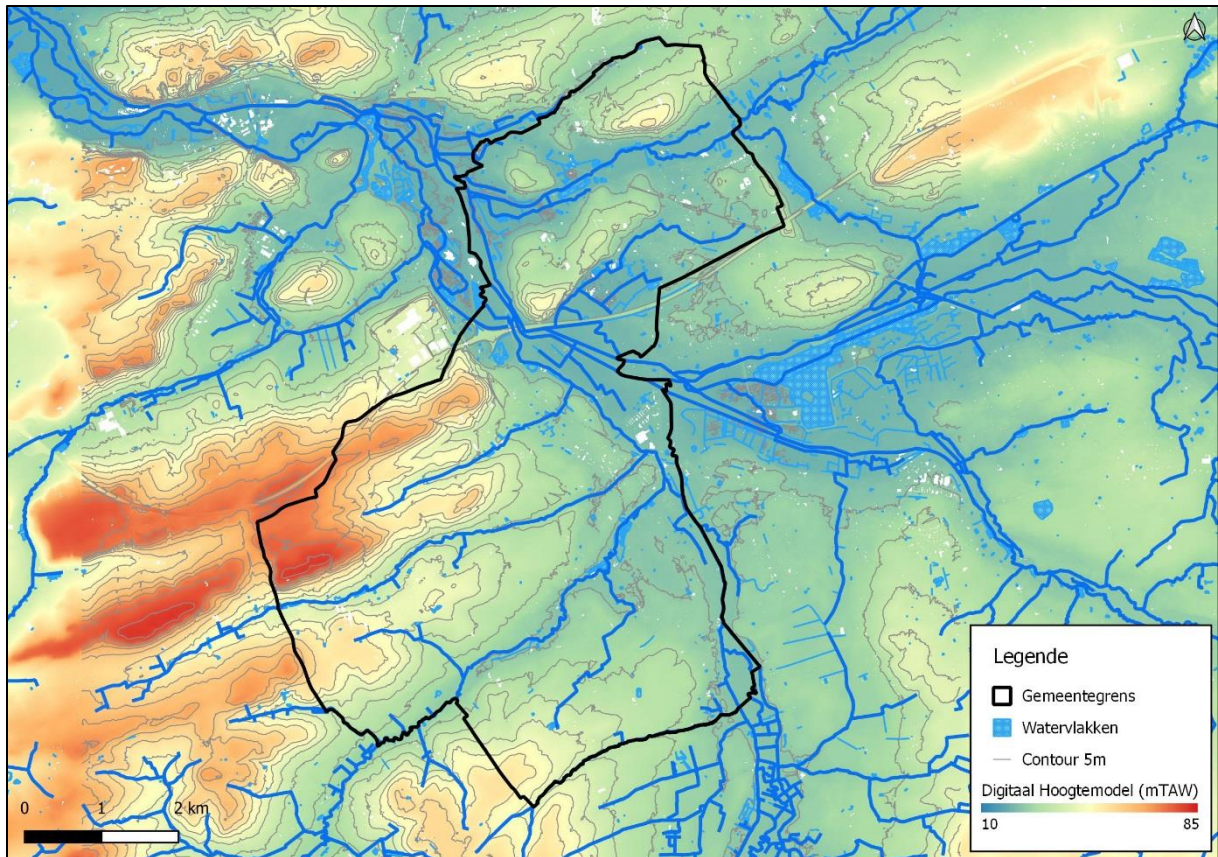 Legende
Gemeentegrens
Watervlakken
Contour 5m
Digitaal Hoogtemodel (mTAW)
10 85
0 1 2 km